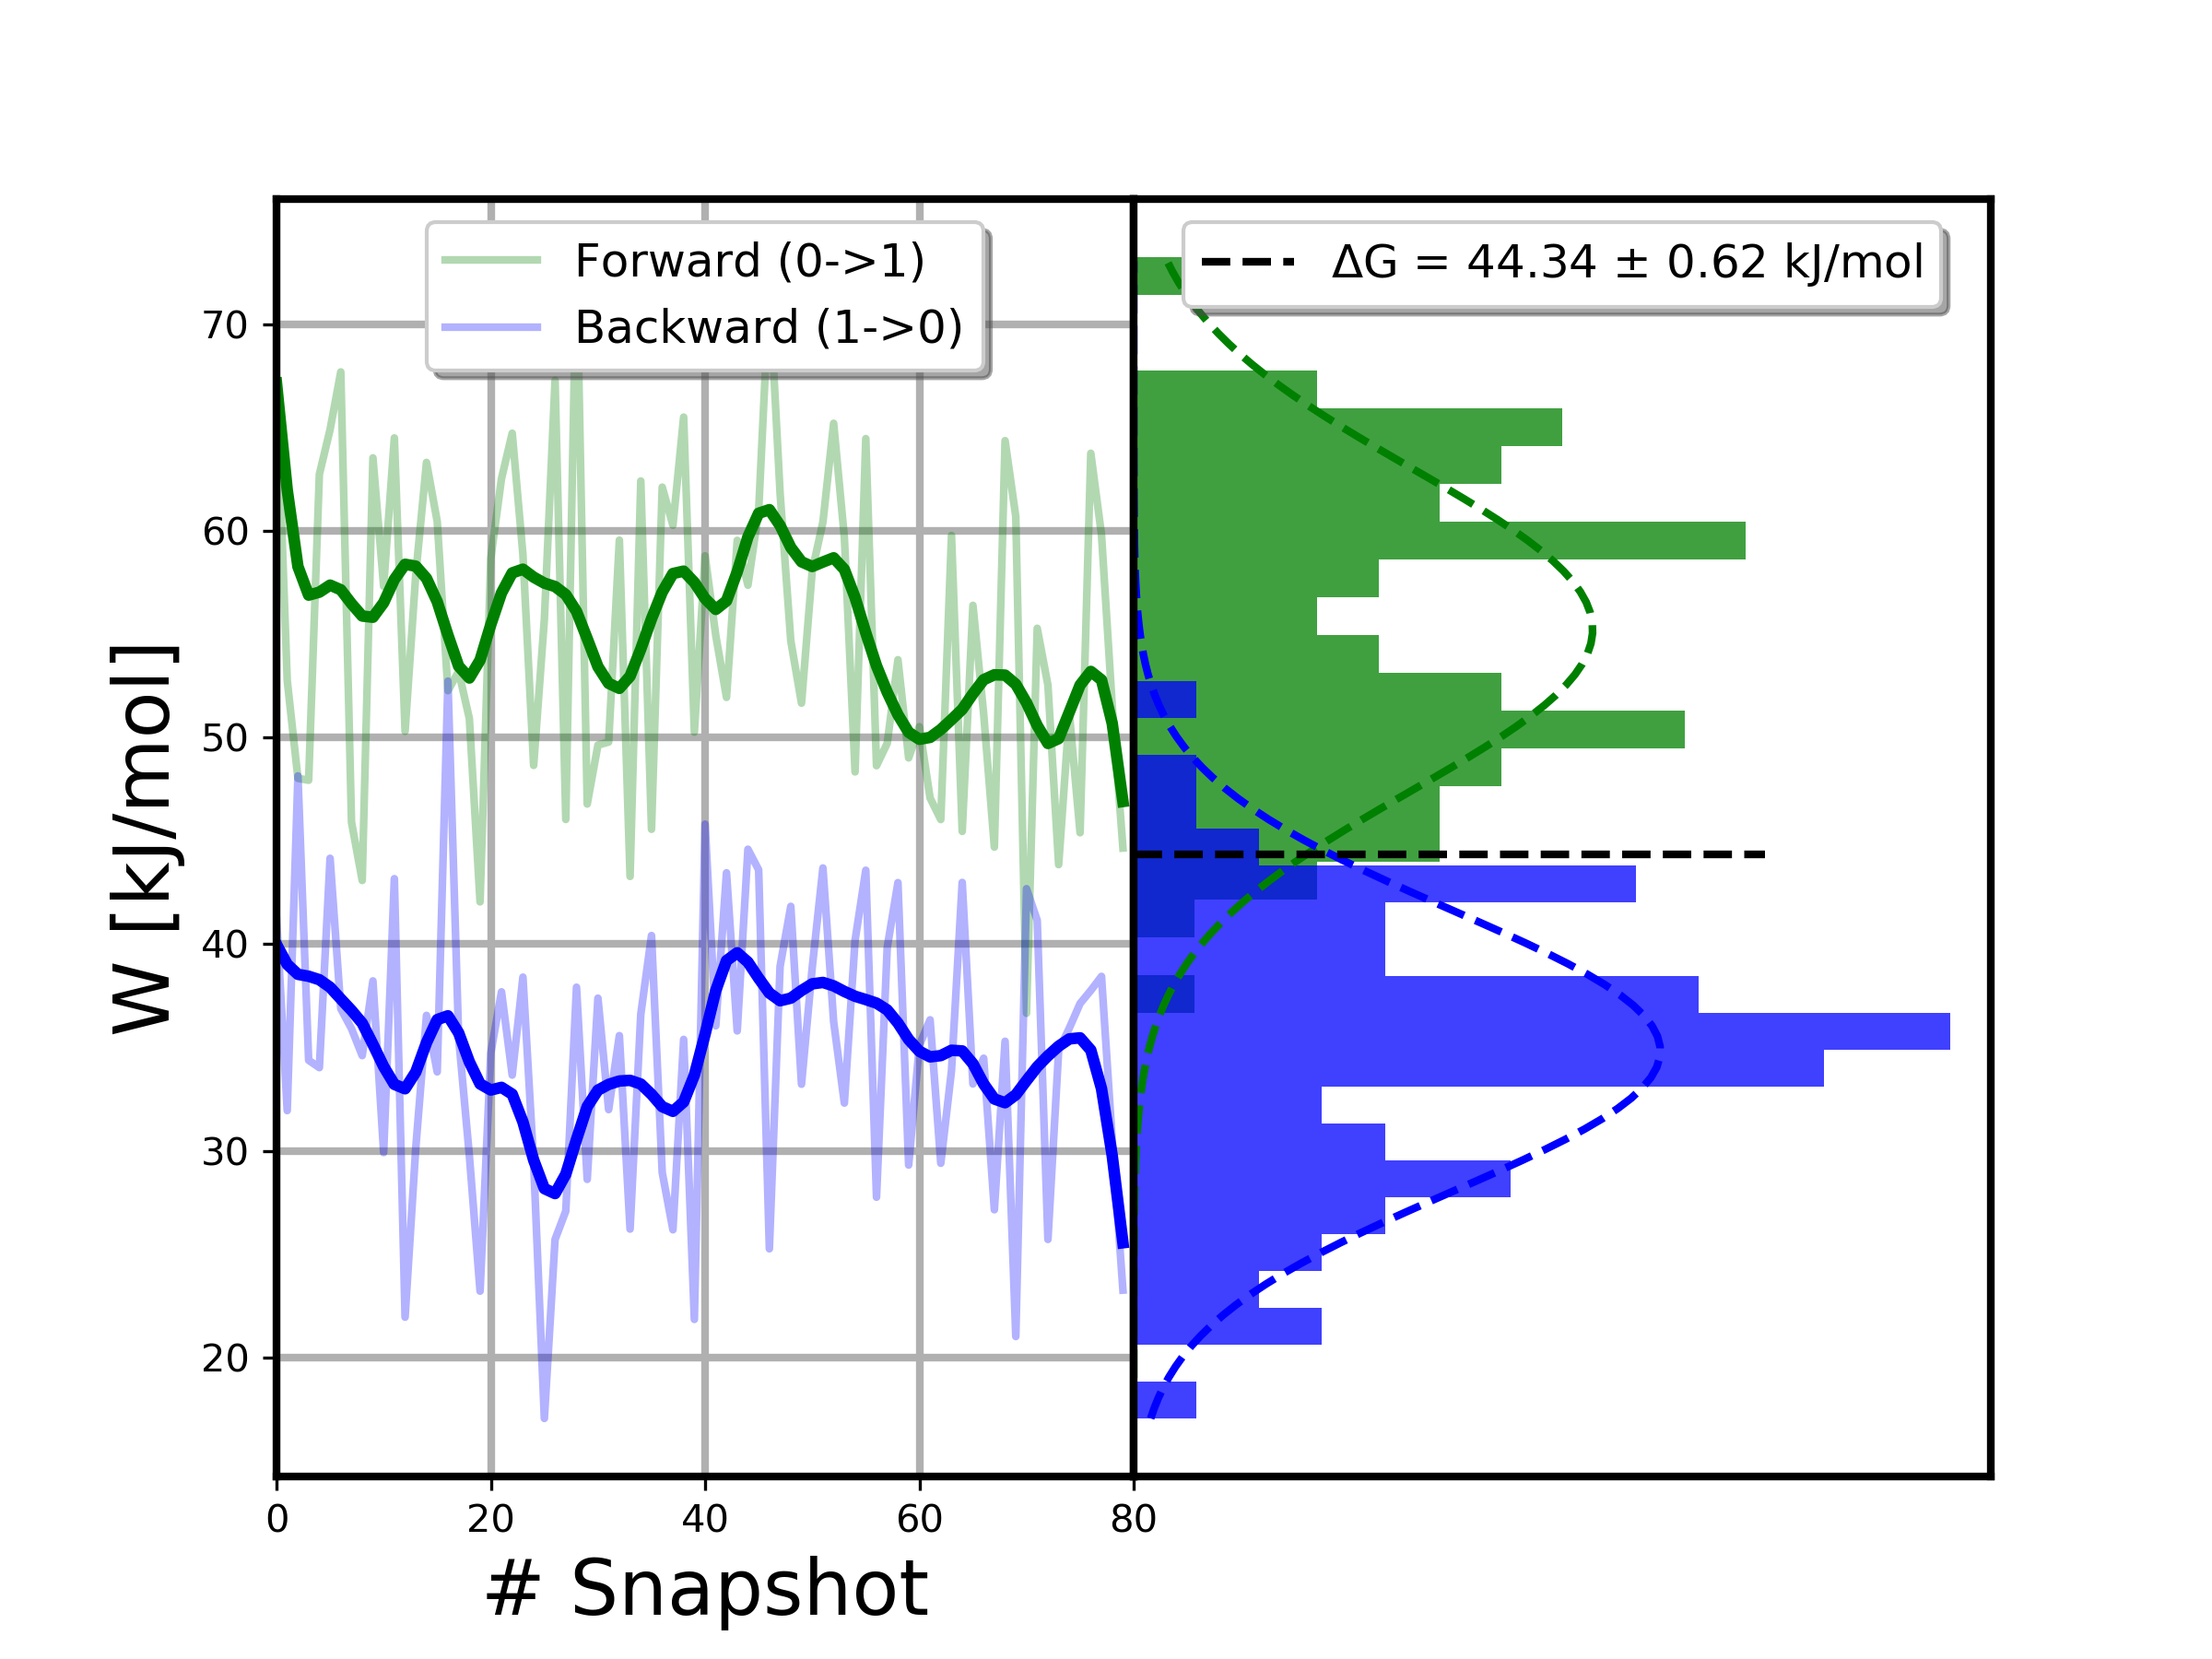 Forward (0->1)
Backward (1->0)
ΔG = 44.34 ± 0.62 kJ/mol
W [kJ/mol]
70
60
50
40
30
20
0 20 40 60 80
# Snapshot